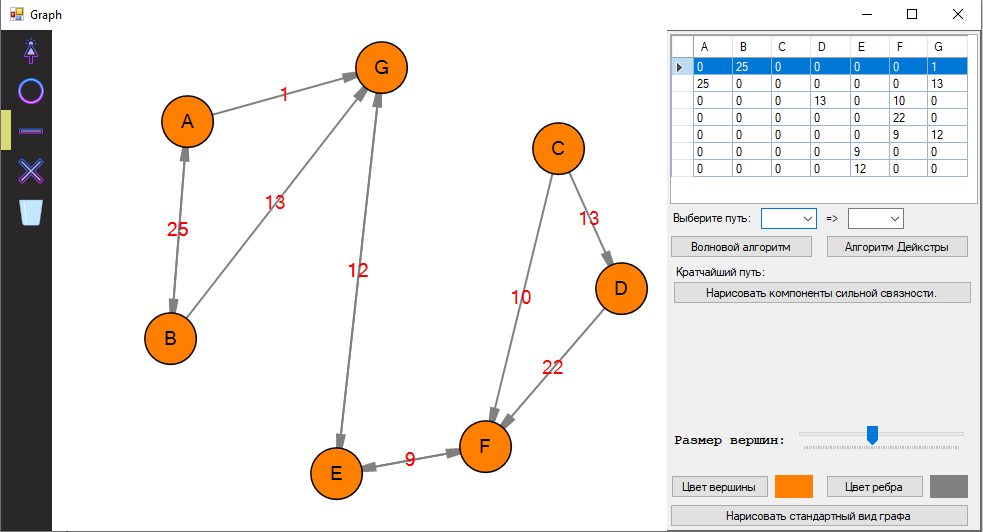 Graph
A B C D E F G
0 25 0 0 0 0 1
25 0 0 0 0 0 13
0 0 0 13 0 10 0
0 0 0 0 0 22 0
0 0 0 0 0 9 12
0 0 0 0 9 0 0
0 0 0 0 12 0 0
G
1
A
C
13
13
25
12
D
10
B
22
F
9
E
Выберите путь: =>
Волновой алгоритм Алгоритм Дейкстры
Кратчайший путь:
Нарисовать компоненты сильной связности.
Размер вершин:
Цвет вершины Цвет ребра
Нарисовать стандартный вид графа